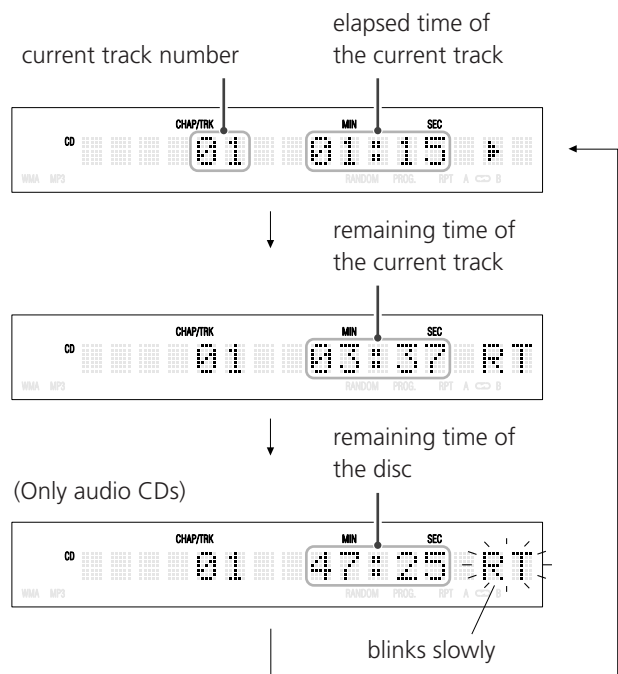 elapsed time of
the current track
current track number
CHAP/TRK MIN SEC
CD 01 01:15
WMA MP3 RANDOM PROG. RPT A B
remaining time of
the current track
CHAP/TRK MIN SEC
CD 01 03:37 RT
WMA MP3 RANDOM PROG. RPT A B
remaining time of
the disc
(Only audio CDs)
CHAP/TRK MIN SEC
CD 01 47:25 RT
WMA MP3 RANDOM PROG. RPT A B
blinks slowly